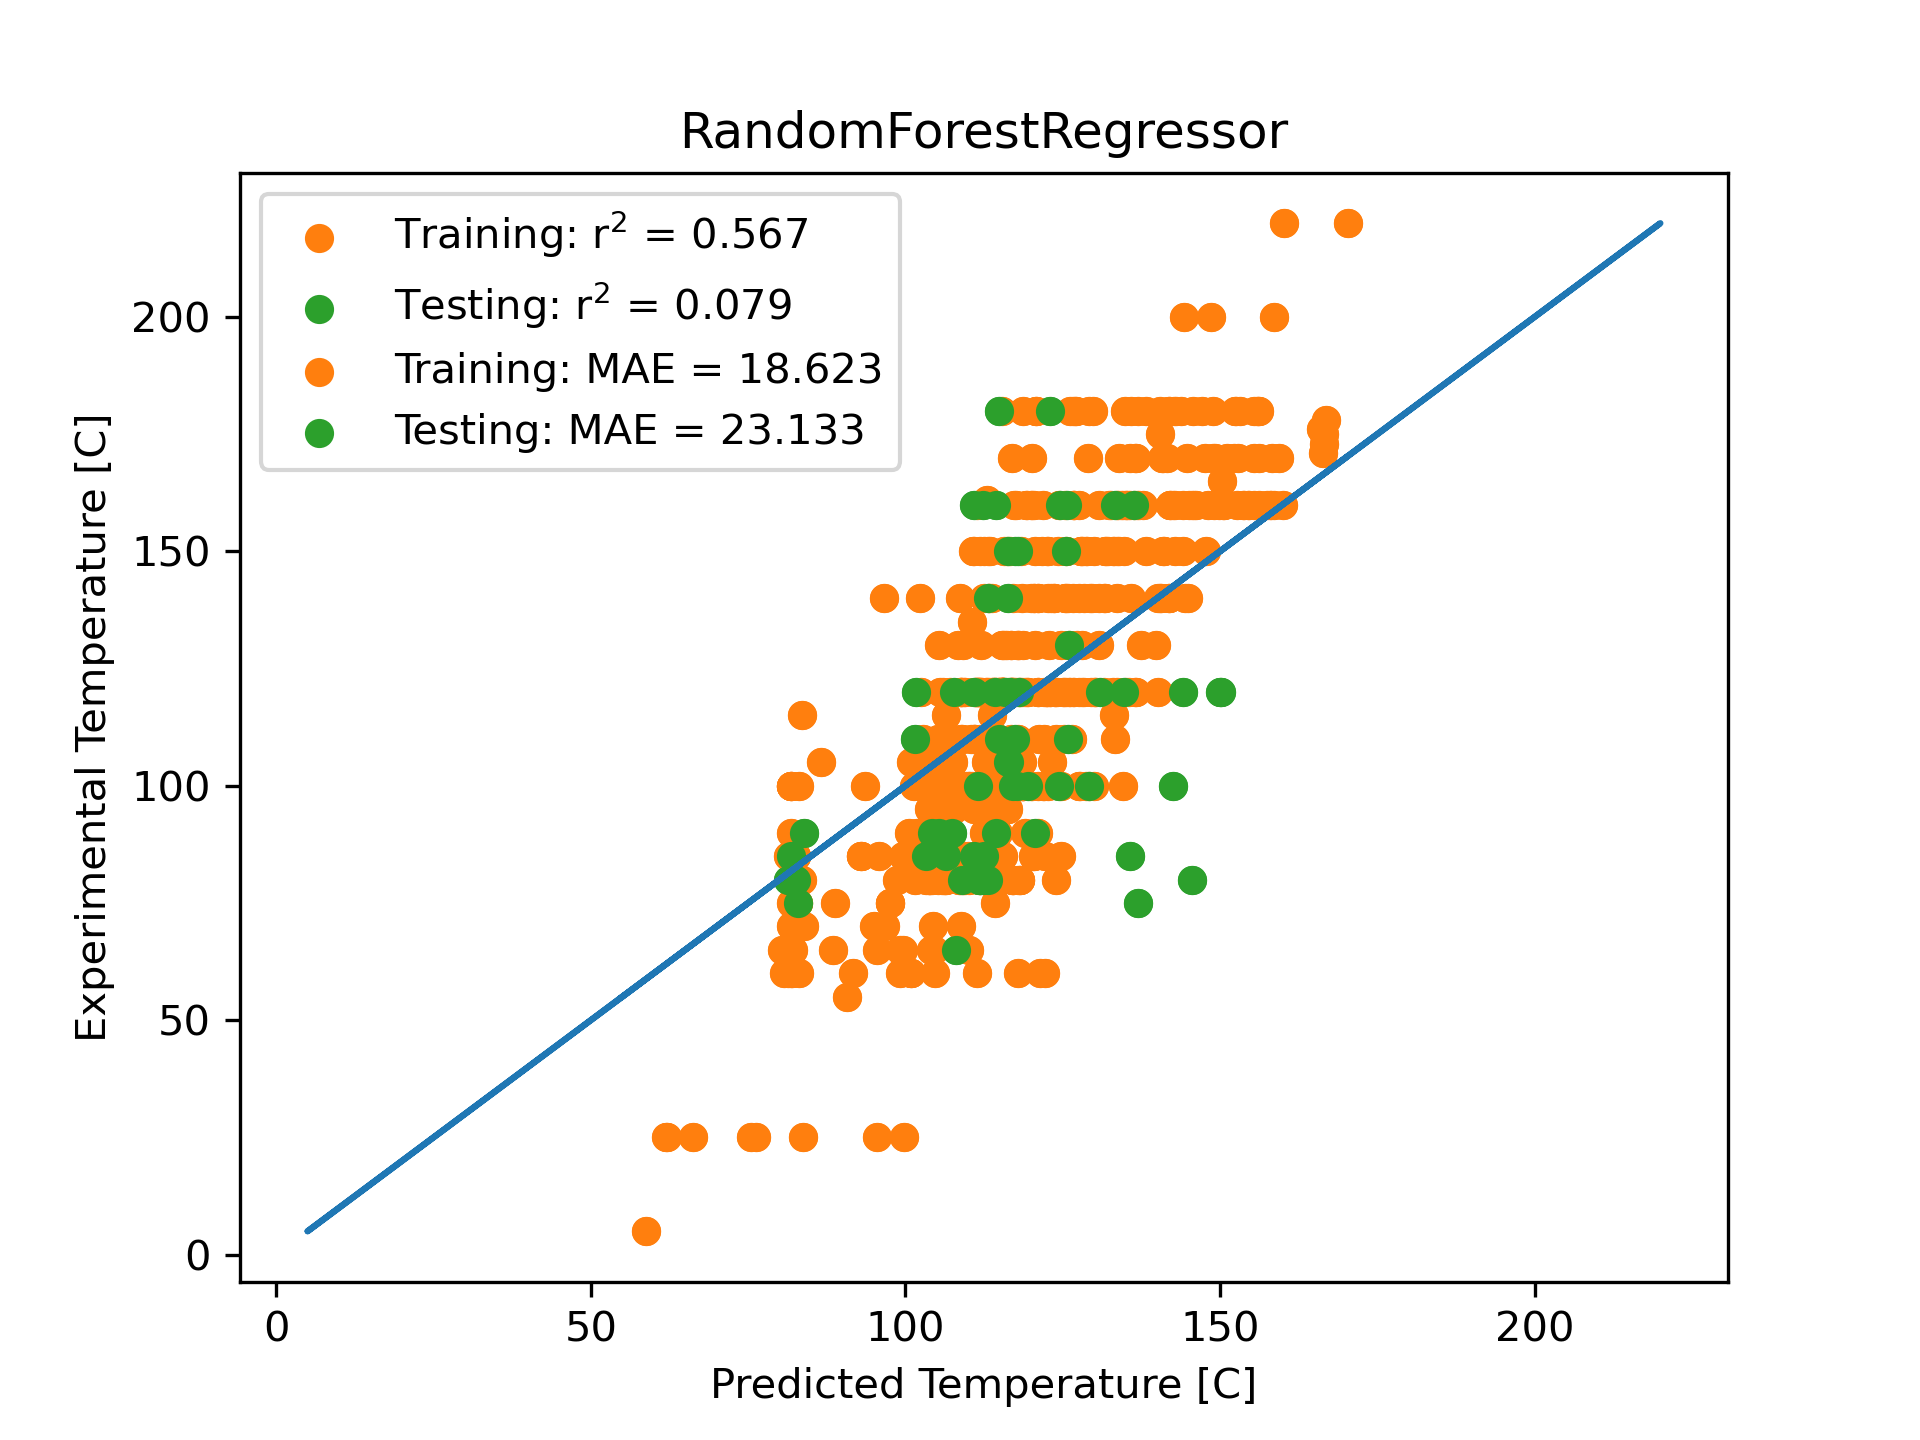 RandomForestRegressor
Training: r² = 0.567
Testing: r² = 0.079
Training: MAE = 18.623
Testing: MAE = 23.133
Experimental Temperature [C]
200
150
100
50
0
0 50 100 150 200
Predicted Temperature [C]